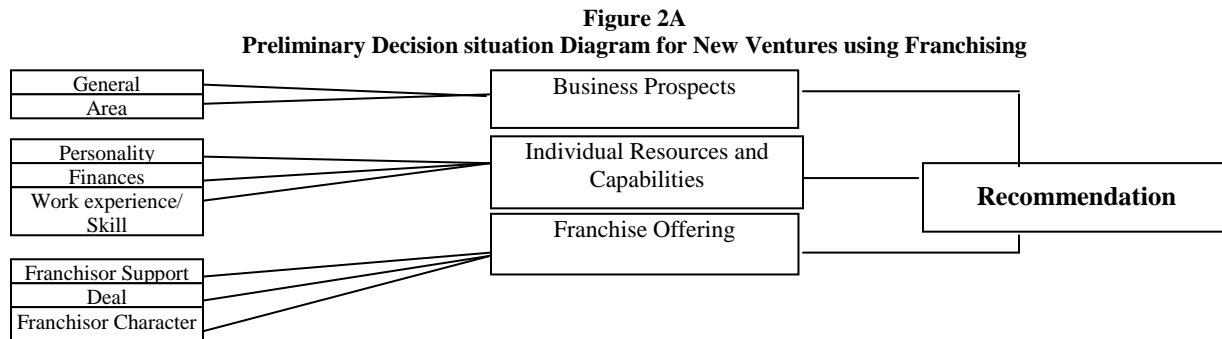 Figure 2A
Preliminary Decision situation Diagram for New Ventures using Franchising
General
Area
Business Prospects
Personality
Finances
Work experience/
Skill
Individual Resources and
Capabilities
Recommendation
Franchise Offering
Franchisor Support
Deal
Franchisor Character